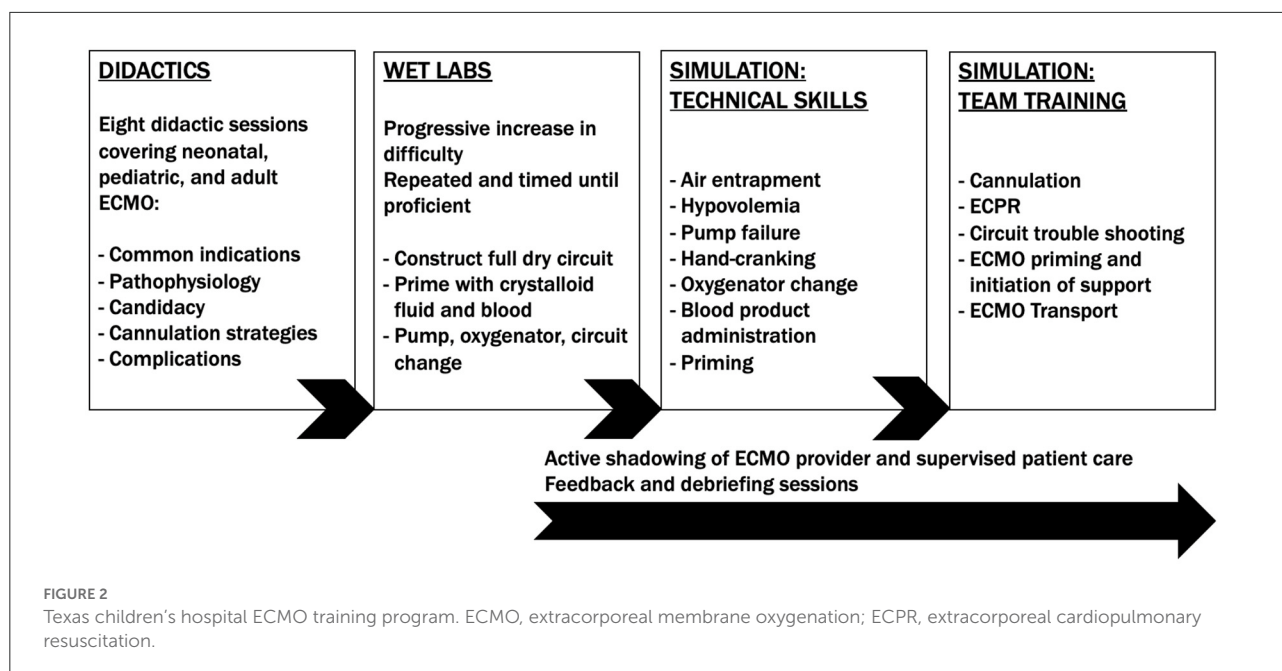 DIDACTICS
Eight didactic sessions
covering neonatal,
pediatric, and adult
ECMO:
- Common indications
- Pathophysiology
- Candidacy
- Cannulation strategies
- Complications
WET LABS
Progressive increase in
difficulty
Repeated and timed until
proficient
- Construct full dry circuit
- Prime with crystalloid
fluid and blood
- Pump, oxygenator, circuit
change
SIMULATION:
TECHNICAL SKILLS
- Air entrapment
- Hypovolemia
- Pump failure
- Hand-cranking
- Oxygenator change
- Blood product
administration
- Priming
SIMULATION:
TEAM TRAINING
- Cannulation
- ECPR
- Circuit trouble shooting
- ECMO priming and
initiation of support
- ECMO Transport
Active shadowing of ECMO provider and supervised patient care
Feedback and debriefing sessions
FIGURE 2
Texas children's hospital ECMO training program. ECMO, extracorporeal membrane oxygenation; ECPR, extracorporeal cardiopulmonary
resuscitation.